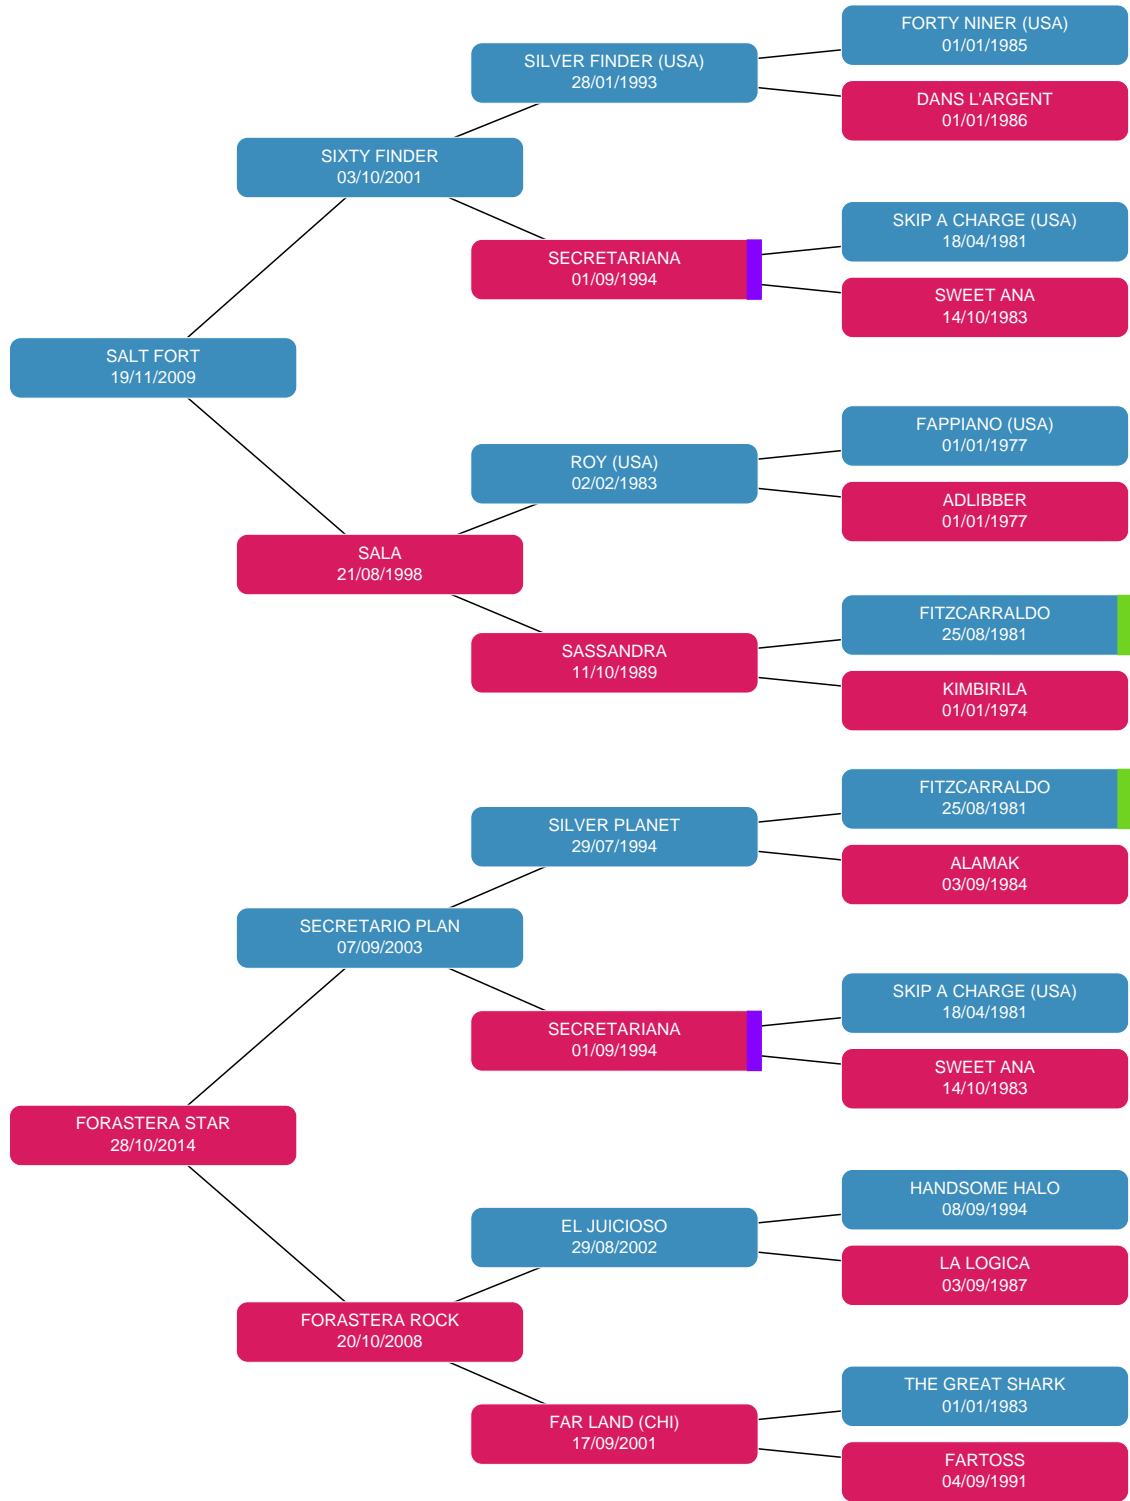 FORTY NINER (USA)
01/01/1985
SILVER FINDER (USA)
28/01/1993
DANS L'ARGENT
01/01/1986
SIXTY FINDER
03/10/2001
SKIP A CHARGE (USA)
18/04/1981
SECRETARIANA
01/09/1994
SWEET ANA
14/10/1983
SALT FORT
19/11/2009
FAPPIANO (USA)
01/01/1977
ROY (USA)
02/02/1983
ADLIBBER
01/01/1977
SALA
21/08/1998
FITZCARRALDO
25/08/1981
SASSANDRA
11/10/1989
KIMBIRILA
01/01/1974
FITZCARRALDO
25/08/1981
SILVER PLANET
29/07/1994
ALAMAK
03/09/1984
SECRETARIO PLAN
07/09/2003
SKIP A CHARGE (USA)
18/04/1981
SECRETARIANA
01/09/1994
SWEET ANA
14/10/1983
FORASTERA STAR
28/10/2014
HANDSOME HALO
08/09/1994
EL JUICIOSO
29/08/2002
LA LOGICA
03/09/1987
FORASTERA ROCK
20/10/2008
THE GREAT SHARK
01/01/1983
FAR LAND (CHI)
17/09/2001
FARTOSS
04/09/1991